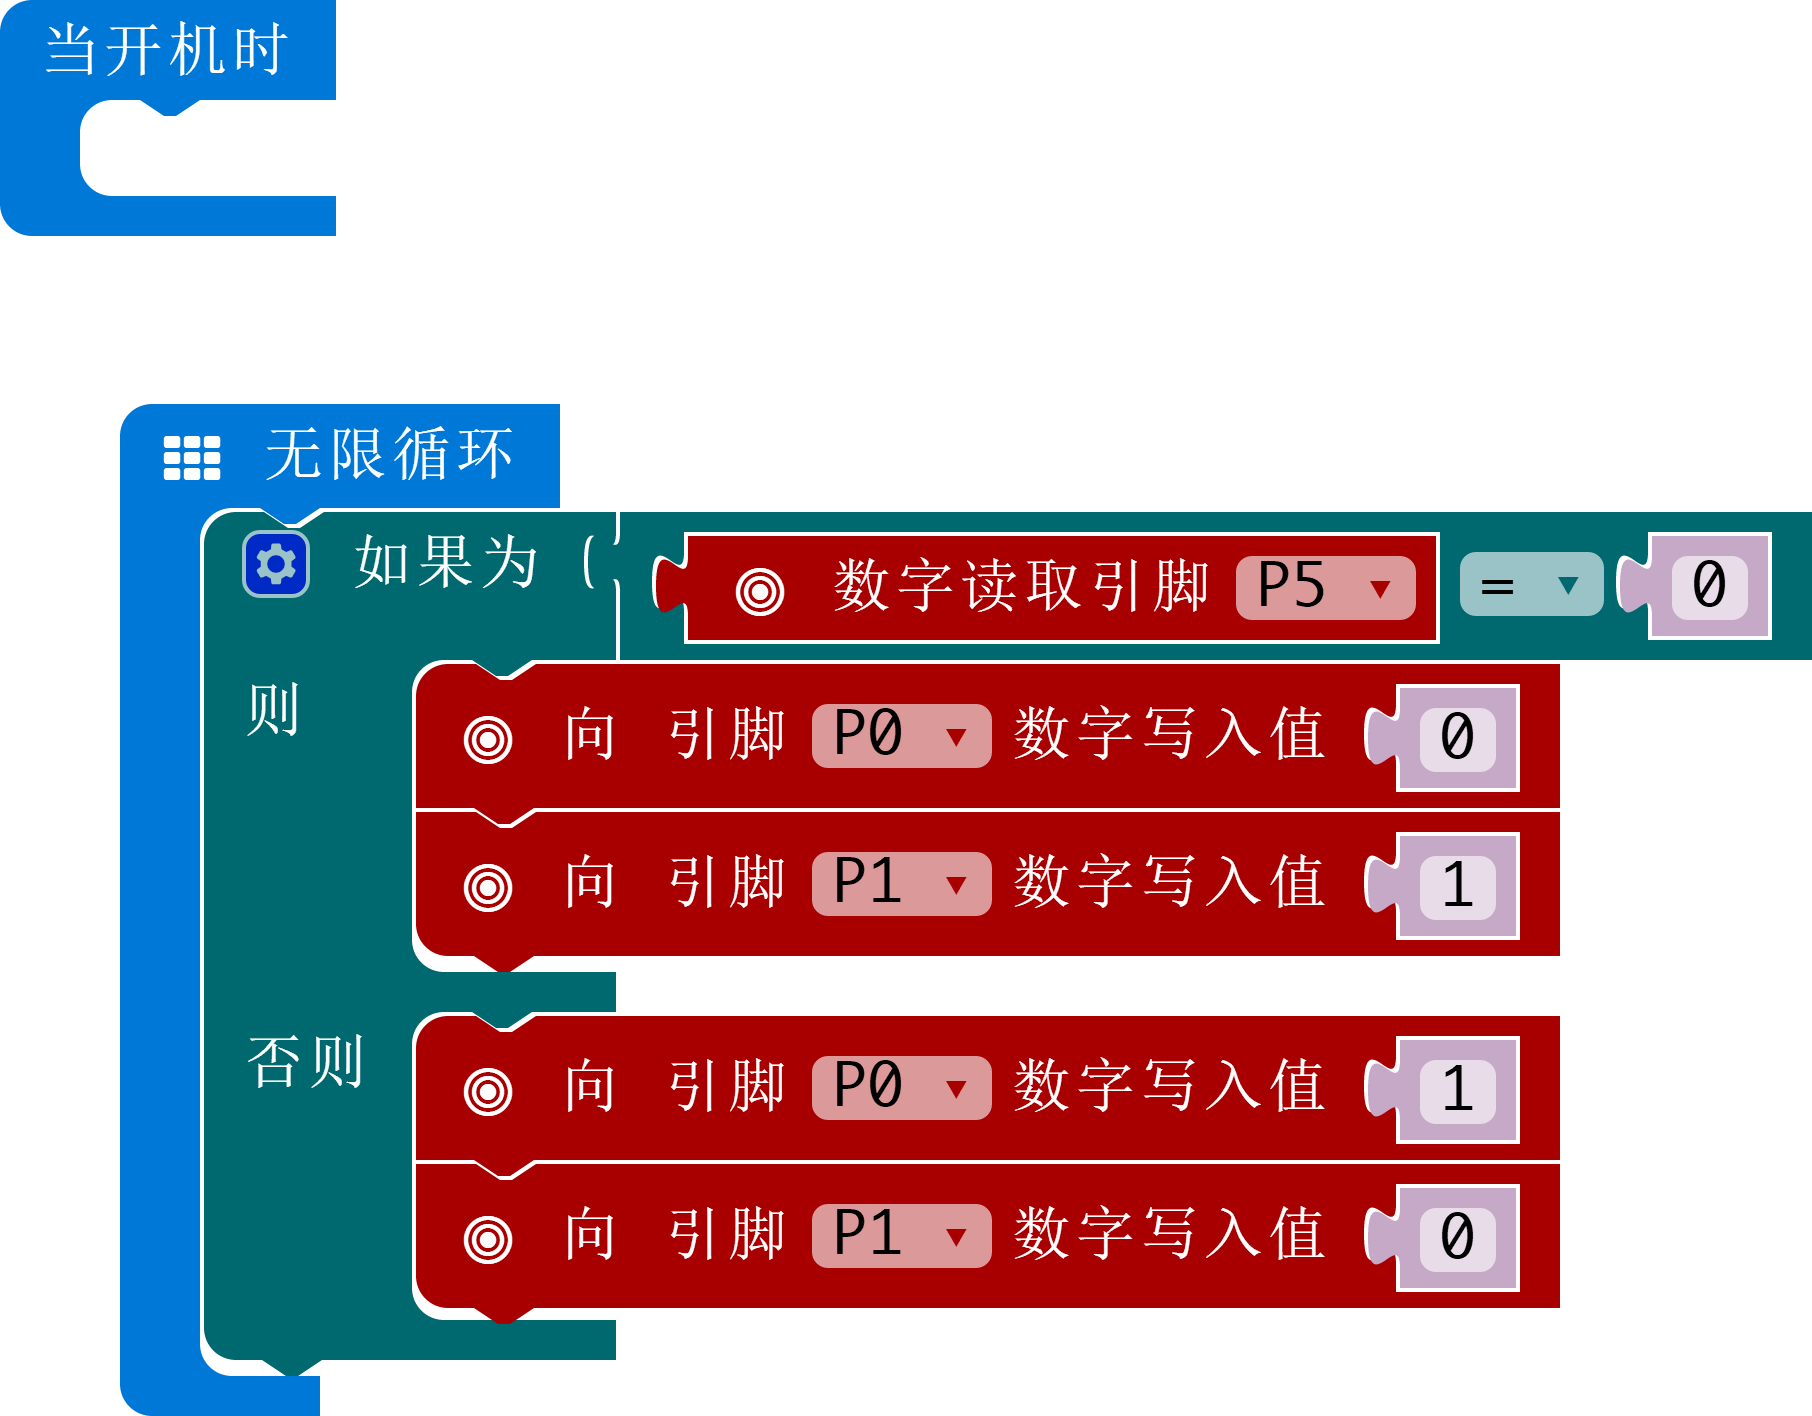 当开机时
无限循环
如果为 ( 数字读取引脚 P5 = 0
则 向 引脚 P0 数字写入值 0
向 引脚 P1 数字写入值 1
否则 向 引脚 P0 数字写入值 1
向 引脚 P1 数字写入值 0